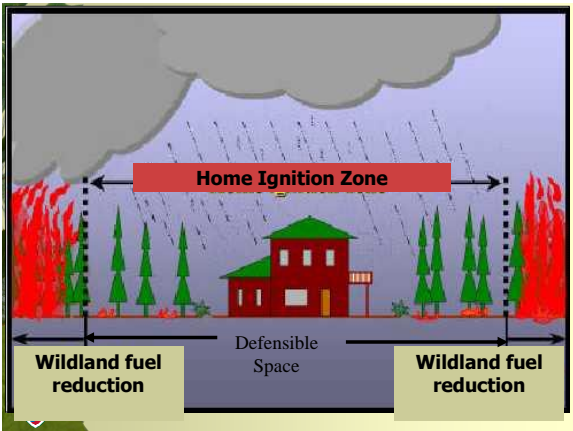 Home Ignition Zone
Defensible
Space
Wildland fuel
reduction
Wildland fuel
reduction